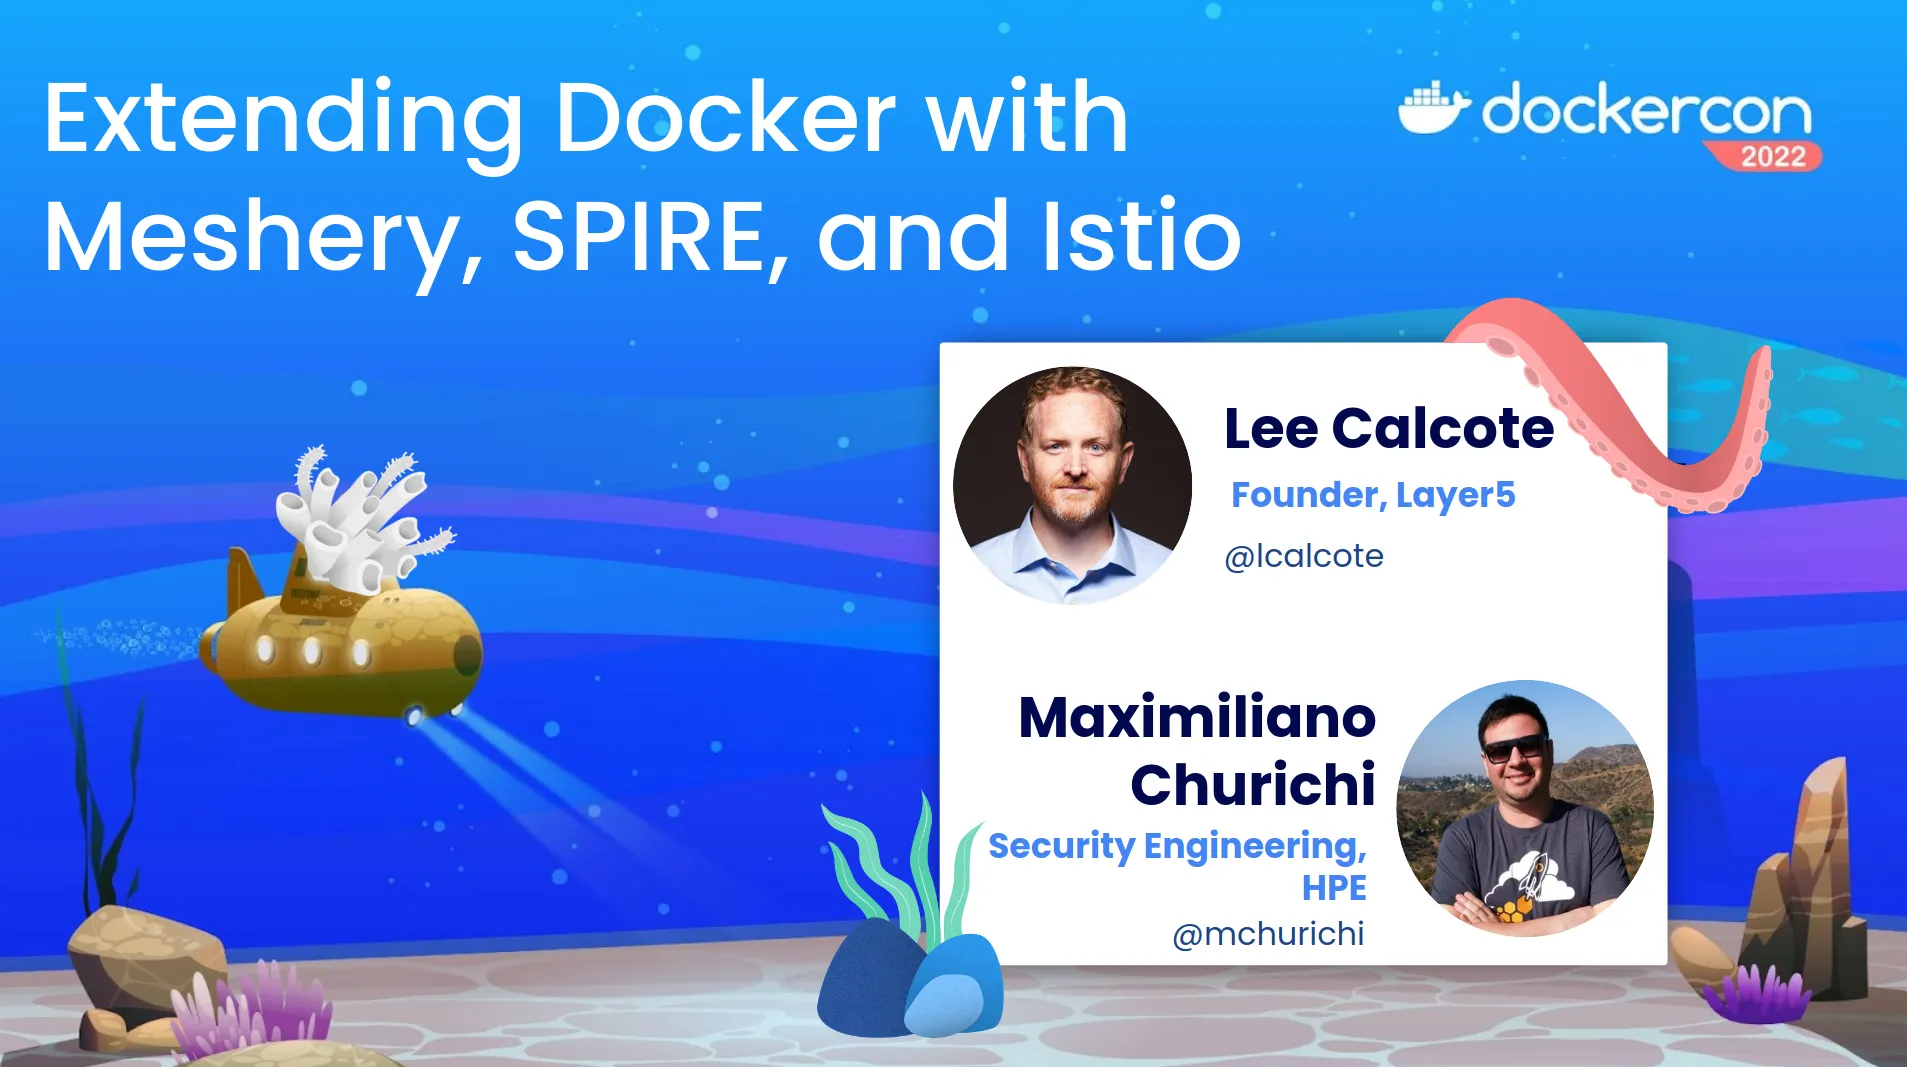 Extending Docker with
Meshery, SPIRE, and Istio
dockercon
2022
Lee Calcote
Founder, Layer5
@lcalcote
Maximiliano
Churichi
Security Engineering,
HPE
@mchurichi